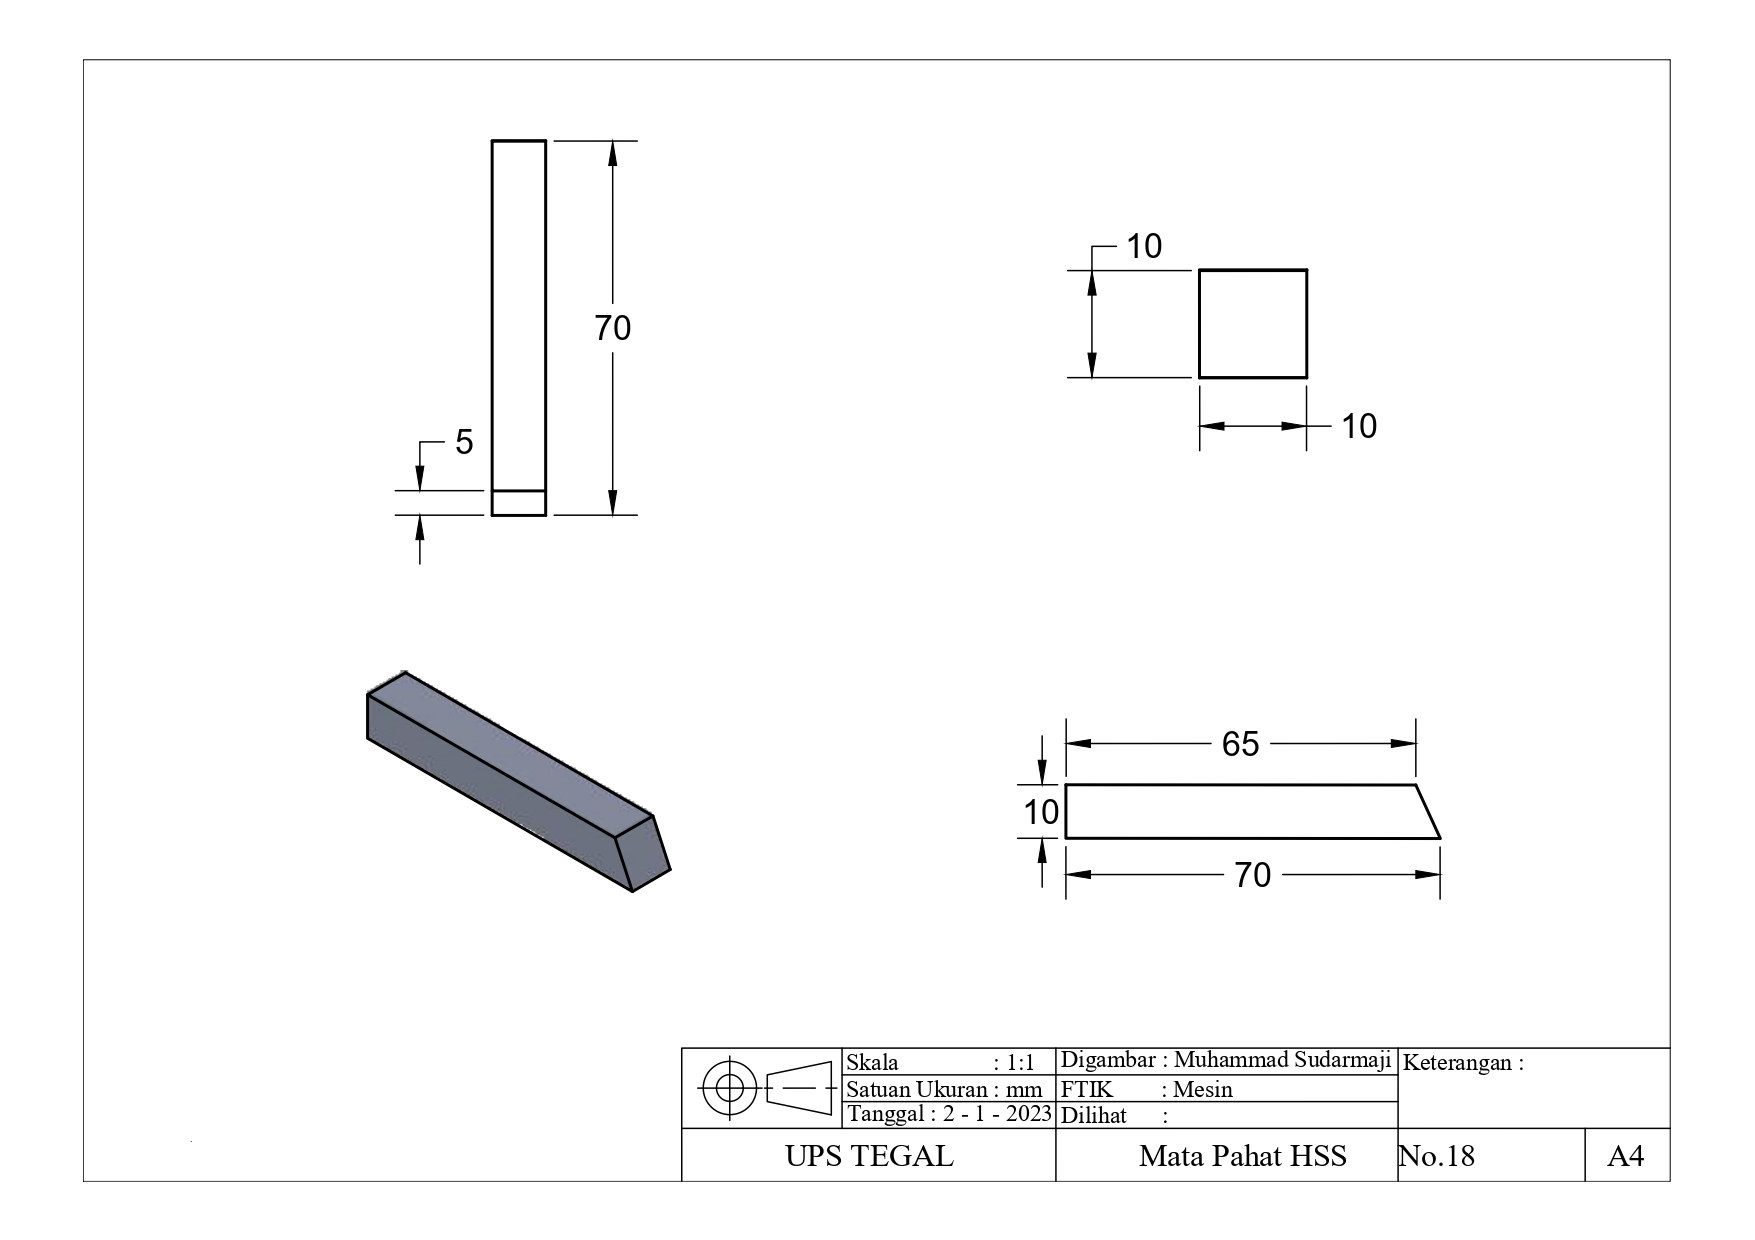 10
70
5
10
65
10
70
Skala : 1:1
Satuan Ukuran : mm
Tanggal : 2 - 1 - 2023
Digambar : Muhammad Sudarmaji
FTIK : Mesin
Dilihat :
Keterangan :
UPS TEGAL
Mata Pahat HSS
No.18
A4